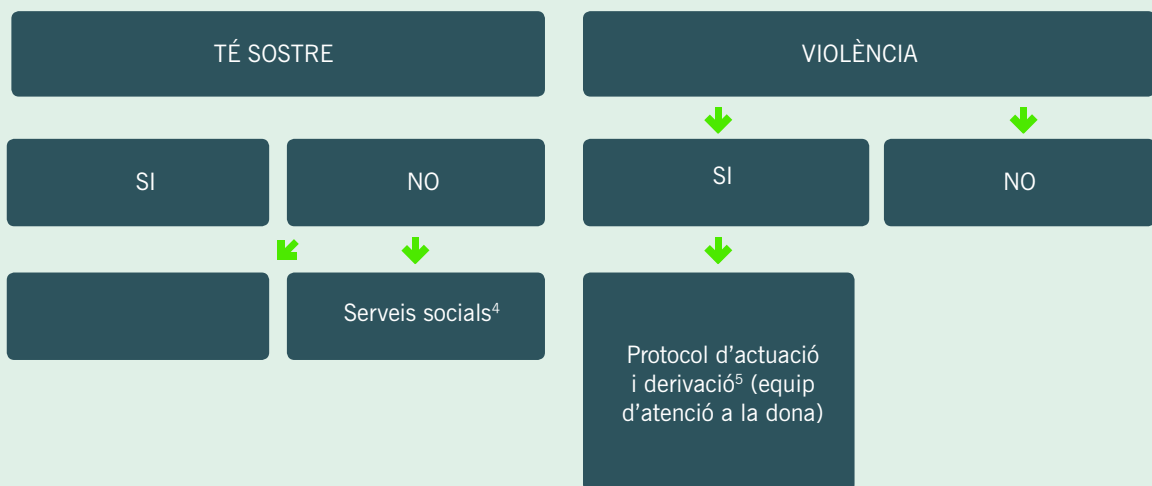 TÉ SOSTRE
VIOLÈNCIA
SI
NO
SI
NO
Serveis socials⁴
Protocol d’actuació
i derivació⁵ (equip
d’atenció a la dona)